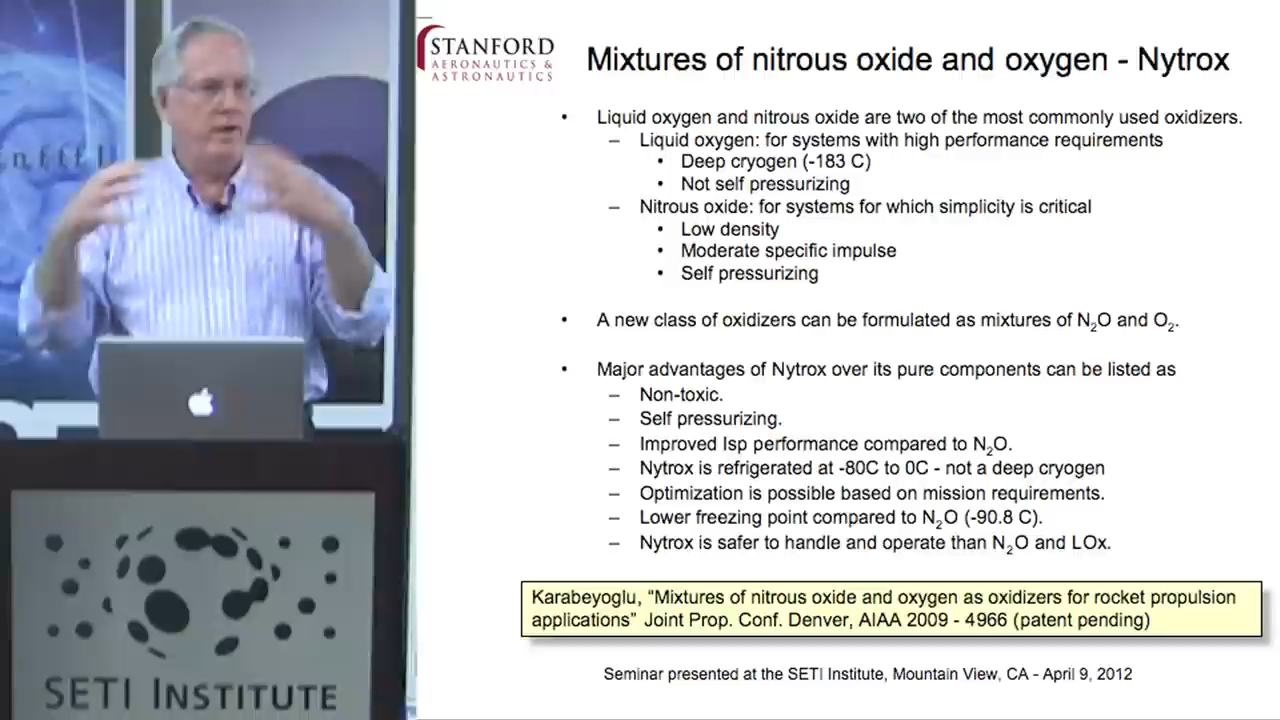 STANFORD
AERONAUTICS &
ASTRONAUTICS
Mixtures of nitrous oxide and oxygen - Nytrox
• Liquid oxygen and nitrous oxide are two of the most commonly used oxidizers.
– Liquid oxygen: for systems with high performance requirements
• Deep cryogen (-183 C)
• Not self pressurizing
– Nitrous oxide: for systems for which simplicity is critical
• Low density
• Moderate specific impulse
• Self pressurizing
• A new class of oxidizers can be formulated as mixtures of N₂O and O₂.
• Major advantages of Nytrox over its pure components can be listed as
– Non-toxic.
– Self pressurizing.
– Improved Isp performance compared to N₂O.
– Nytrox is refrigerated at -80C to 0C - not a deep cryogen
– Optimization is possible based on mission requirements.
– Lower freezing point compared to N₂O (-90.8 C).
– Nytrox is safer to handle and operate than N₂O and LOx.
Karabeyoglu, “Mixtures of nitrous oxide and oxygen as oxidizers for rocket propulsion
applications” Joint Prop. Conf. Denver, AIAA 2009 - 4966 (patent pending)
Seminar presented at the SETI Institute, Mountain View, CA - April 9, 2012
SETI INSTITUTE